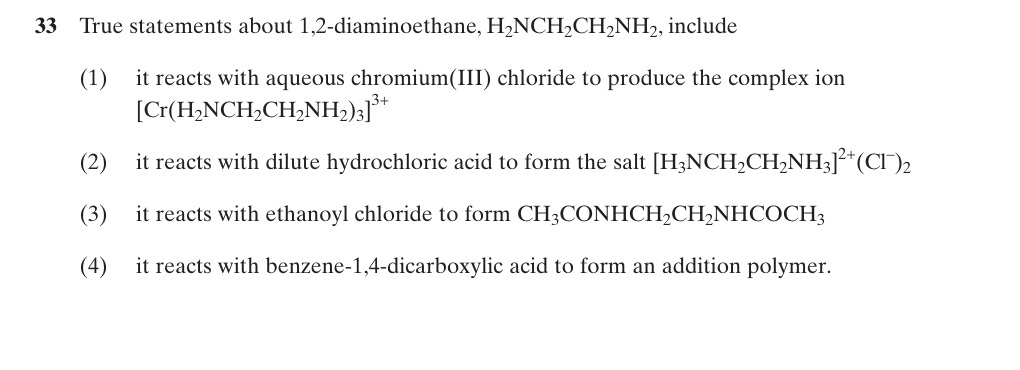 33 True statements about 1,2-diaminoethane, H₂NCH₂CH₂NH₂, include
(1) it reacts with aqueous chromium(III) chloride to produce the complex ion
[Cr(H₂NCH₂CH₂NH₂)₃]³⁺
(2) it reacts with dilute hydrochloric acid to form the salt [H₃NCH₂CH₂NH₃]²⁺(Cl⁻)₂
(3) it reacts with ethanoyl chloride to form CH₃CONHCH₂CH₂NHCOCH₃
(4) it reacts with benzene-1,4-dicarboxylic acid to form an addition polymer.